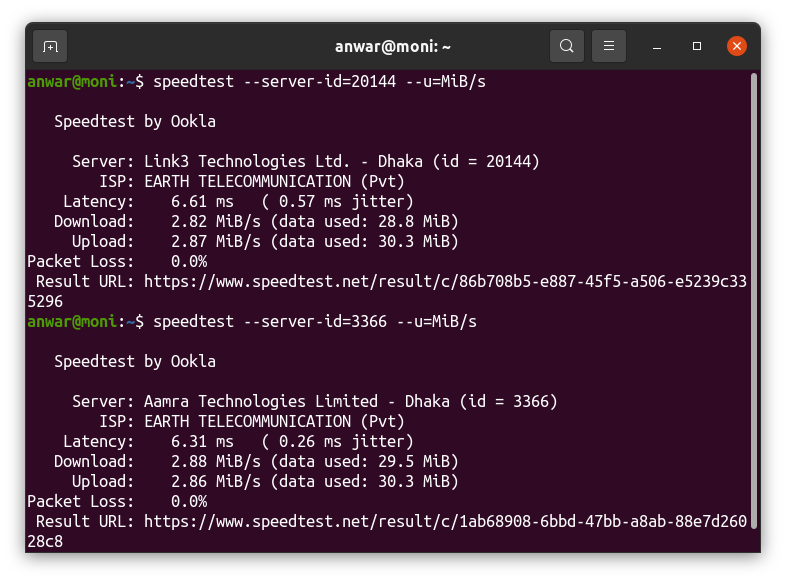 anwar@moni: ~
anwar@moni:~$ speedtest --server-id=20144 --u=MiB/s
Speedtest by Ookla
Server: Link3 Technologies Ltd. - Dhaka (id = 20144)
ISP: EARTH TELECOMMUNICATION (Pvt)
Latency: 6.61 ms ( 0.57 ms jitter)
Download: 2.82 MiB/s (data used: 28.8 MiB)
Upload: 2.87 MiB/s (data used: 30.3 MiB)
Packet Loss: 0.0%
Result URL: https://www.speedtest.net/result/c/86b708b5-e887-45f5-a506-e5239c33
5296
anwar@moni:~$ speedtest --server-id=3366 --u=MiB/s
Speedtest by Ookla
Server: Aamra Technologies Limited - Dhaka (id = 3366)
ISP: EARTH TELECOMMUNICATION (Pvt)
Latency: 6.31 ms ( 0.26 ms jitter)
Download: 2.88 MiB/s (data used: 29.5 MiB)
Upload: 2.86 MiB/s (data used: 30.3 MiB)
Packet Loss: 0.0%
Result URL: https://www.speedtest.net/result/c/1ab68908-6bbd-47bb-a8ab-88e7d260
28c8